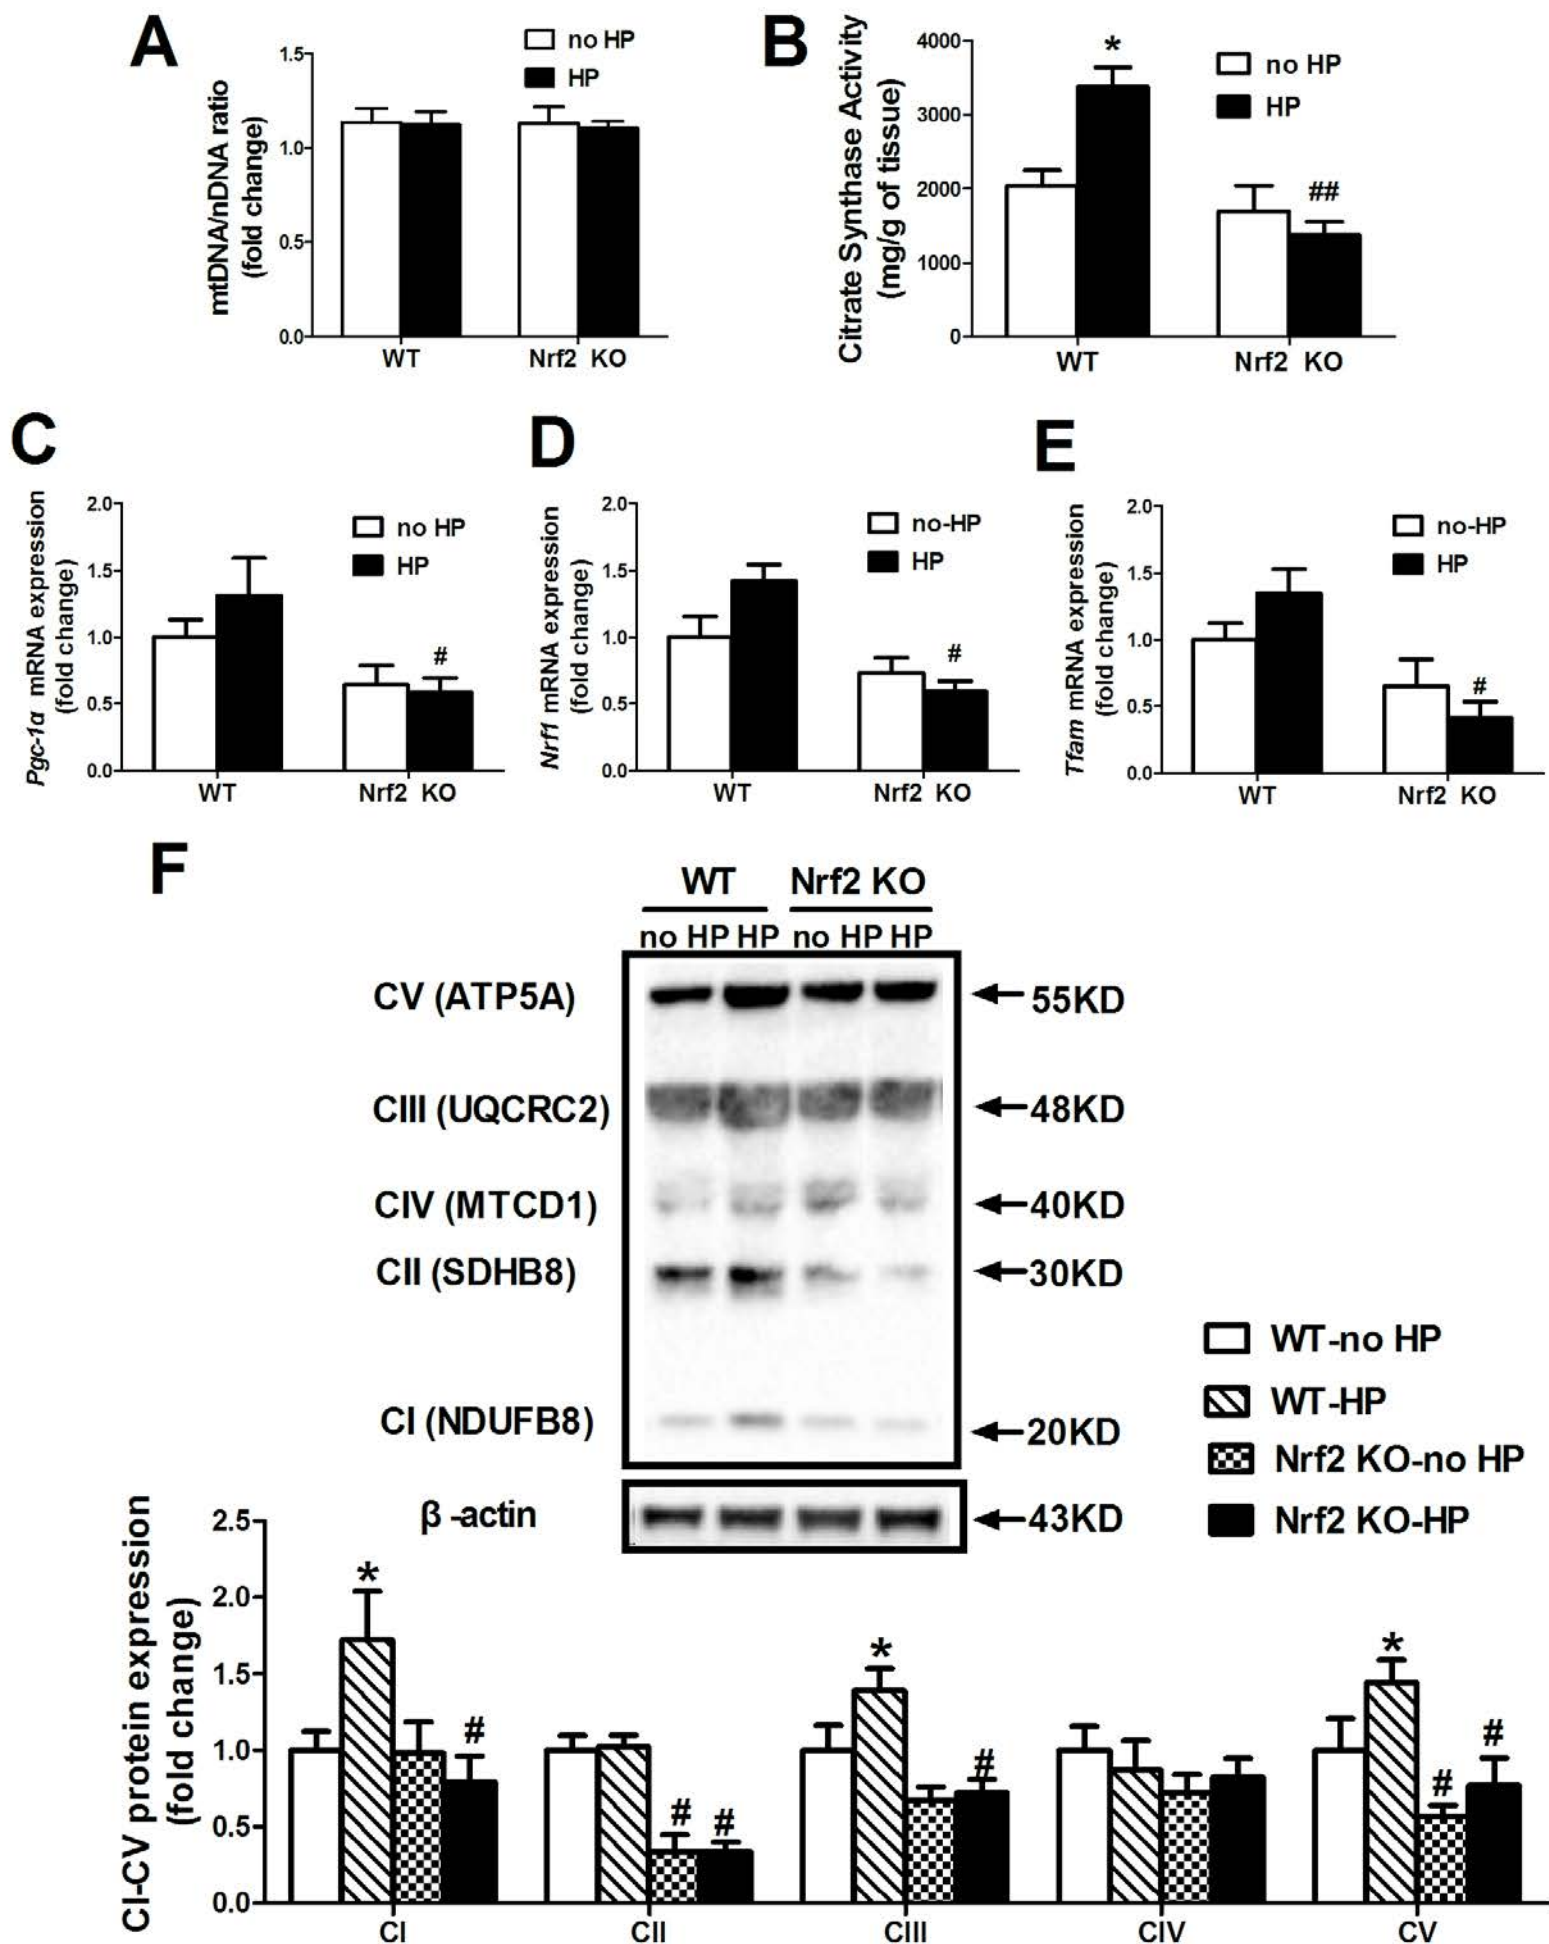 A
mtDNA/nDNA ratio
(fold change)
1.5
1.0
0.5
0.0
no HP
HP
WT
Nrf2 KO
B
Citrate Synthase Activity
(mg/g of tissue)
4000
3000
2000
1000
0
*
##
no HP
HP
WT
Nrf2 KO
C
Pgc-1α mRNA expression
(fold change)
2.0
1.5
1.0
0.5
0.0
no HP
HP
#
WT
Nrf2 KO
D
Nrf1 mRNA expression
(fold change)
2.0
1.5
1.0
0.5
0.0
no-HP
HP
#
WT
Nrf2 KO
E
Tfam mRNA expression
(fold change)
2.0
1.5
1.0
0.5
0.0
no-HP
HP
#
WT
Nrf2 KO
F
WT Nrf2 KO
no HP HP no HP HP
CV (ATP5A) 55KD
CIII (UQCRC2) 48KD
CIV (MTCD1) 40KD
CII (SDHB8) 30KD
CI (NDUFB8) 20KD
β -actin 43KD
WT-no HP
WT-HP
Nrf2 KO-no HP
Nrf2 KO-HP
CI-CV protein expression
(fold change)
2.5
2.0
1.5
1.0
0.5
0.0
* # # # * # * # #
CI CII CIII CIV CV